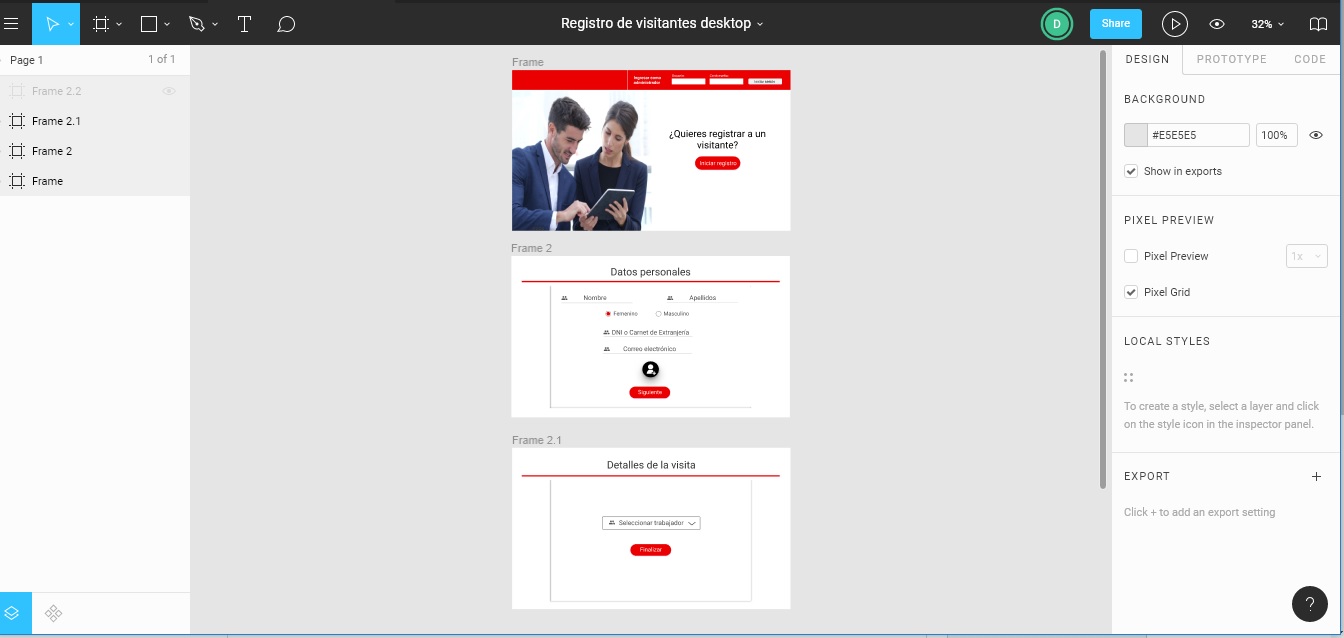 Registro de visitantes desktop
D
Share
32%
Page 1
1 of 1
Frame 2.2
Frame 2.1
Frame 2
Frame
Frame
Ingresar como
administrador
Usuario
Contraseña
¿Quieres registrar a un
visitante?
Iniciar registro
Frame 2
Datos personales
Nombre
Apellidos
Femenino
Masculino
DNI o Carnet de Extranjería
Correo electrónico
Siguiente
Frame 2.1
Detalles de la visita
Seleccionar trabajador
Finalizar
DESIGN
PROTOTYPE
CODE
BACKGROUND
#E5E5E5
100%
Show in exports
PIXEL PREVIEW
Pixel Preview
1x
Pixel Grid
LOCAL STYLES
To create a style, select a layer and click
on the style icon in the inspector panel.
EXPORT
Click + to add an export setting
?